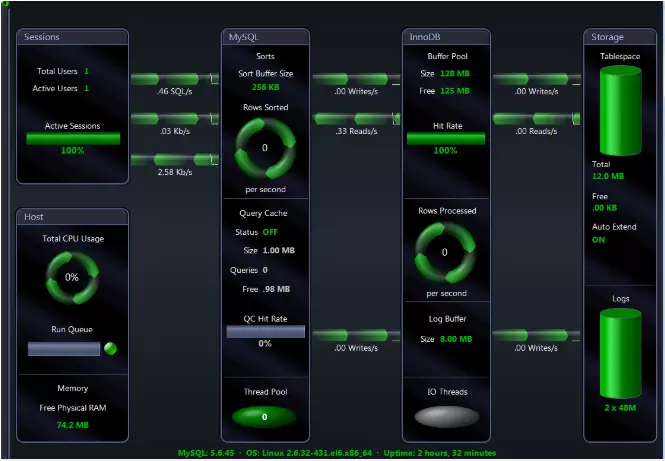 Sessions
Total Users 1
Active Users 1
Active Sessions
100%
.46 SQL/s
.03 Kb/s
2.58 Kb/s
Host
Total CPU Usage
0%
Run Queue
Memory
Free Physical RAM
74.2 MB
MySQL
Sorts
Sort Buffer Size
256 KB
Rows Sorted
0
per second
Query Cache
Status OFF
Size 1.00 MB
Queries 0
Free .98 MB
QC Hit Rate
0%
Thread Pool
0
.00 Writes/s
.33 Reads/s
.00 Writes/s
InnoDB
Buffer Pool
Size 128 MB
Free 125 MB
Hit Rate
100%
Rows Processed
0
per second
Log Buffer
Size 8.00 MB
IO Threads
.00 Writes/s
.00 Reads/s
.00 Writes/s
Storage
Tablespace
Total
12.0 MB
Free
.00 KB
Auto Extend
ON
Logs
2 x 48M
MySQL: 5.6.45 · OS: Linux 2.6.32-431.el6.x86_64 · Uptime: 2 hours, 32 minutes